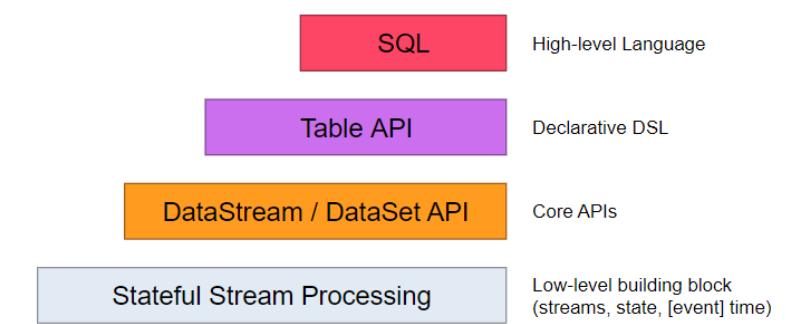 SQL
High-level Language
Table API
Declarative DSL
DataStream / DataSet API
Core APIs
Stateful Stream Processing
Low-level building block
(streams, state, [event] time)